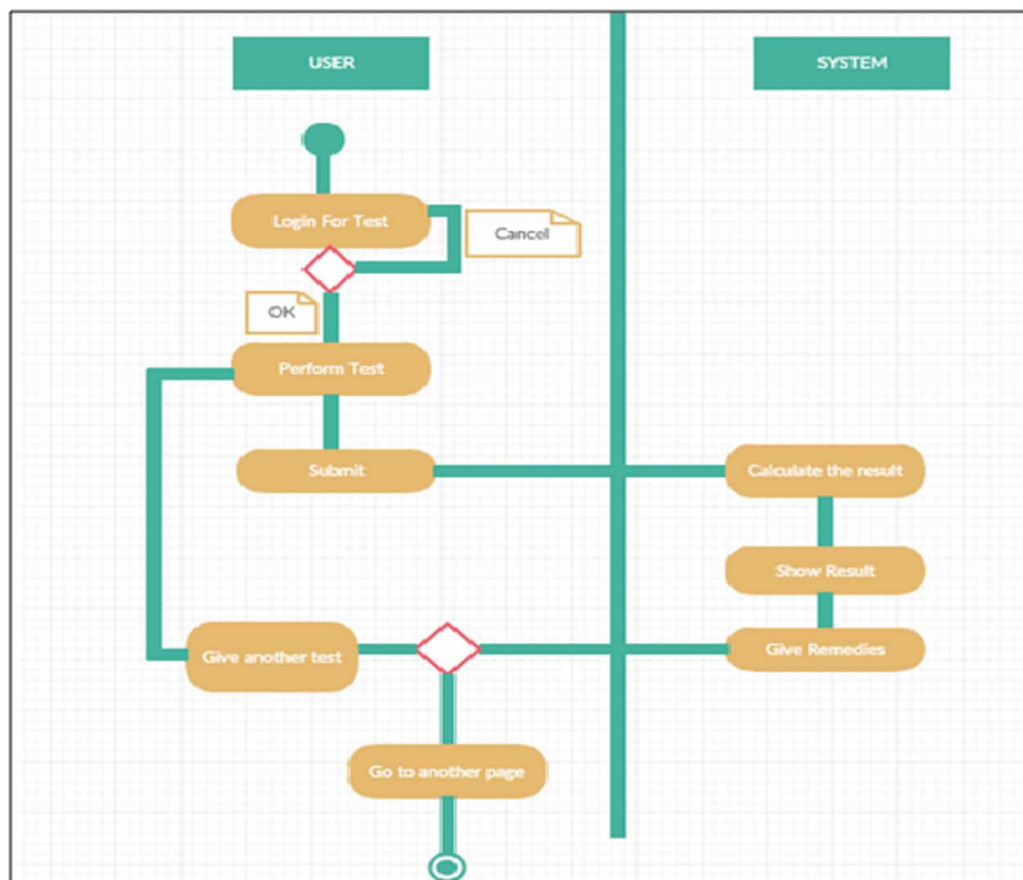 USER
SYSTEM
Login For Test
Cancel
OK
Perform Test
Submit
Calculate the result
Show Result
Give another test
Give Remedies
Go to another page